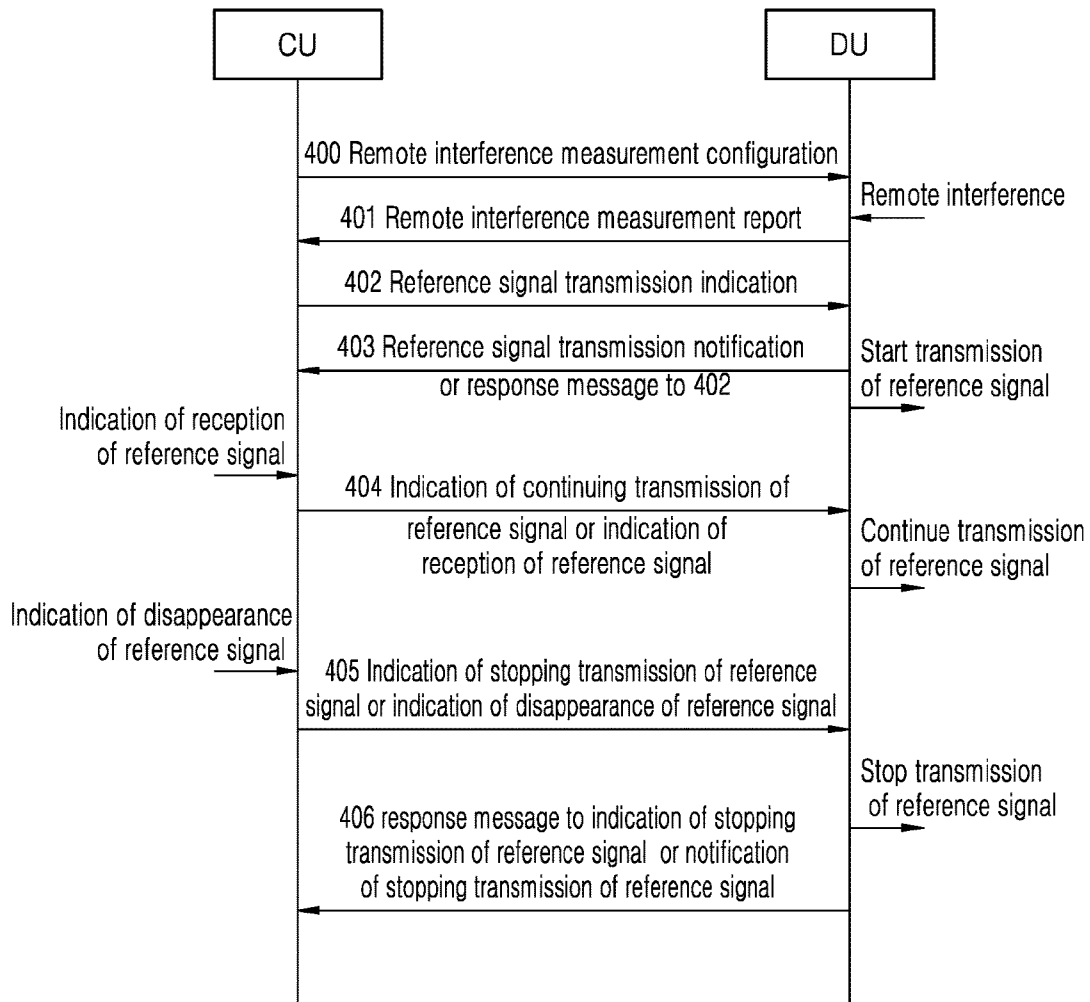 CU
DU
400 Remote interference measurement configuration
Remote interference
401 Remote interference measurement report
402 Reference signal transmission indication
403 Reference signal transmission notification
or response message to 402
Start transmission
of reference signal
Indication of reception
of reference signal
404 Indication of continuing transmission of
reference signal or indication of
reception of reference signal
Continue transmission
of reference signal
Indication of disappearance
of reference signal
405 Indication of stopping transmission of reference
signal or indication of disappearance of reference signal
Stop transmission
of reference signal
406 response message to indication of stopping
transmission of reference signal or notification
of stopping transmission of reference signal